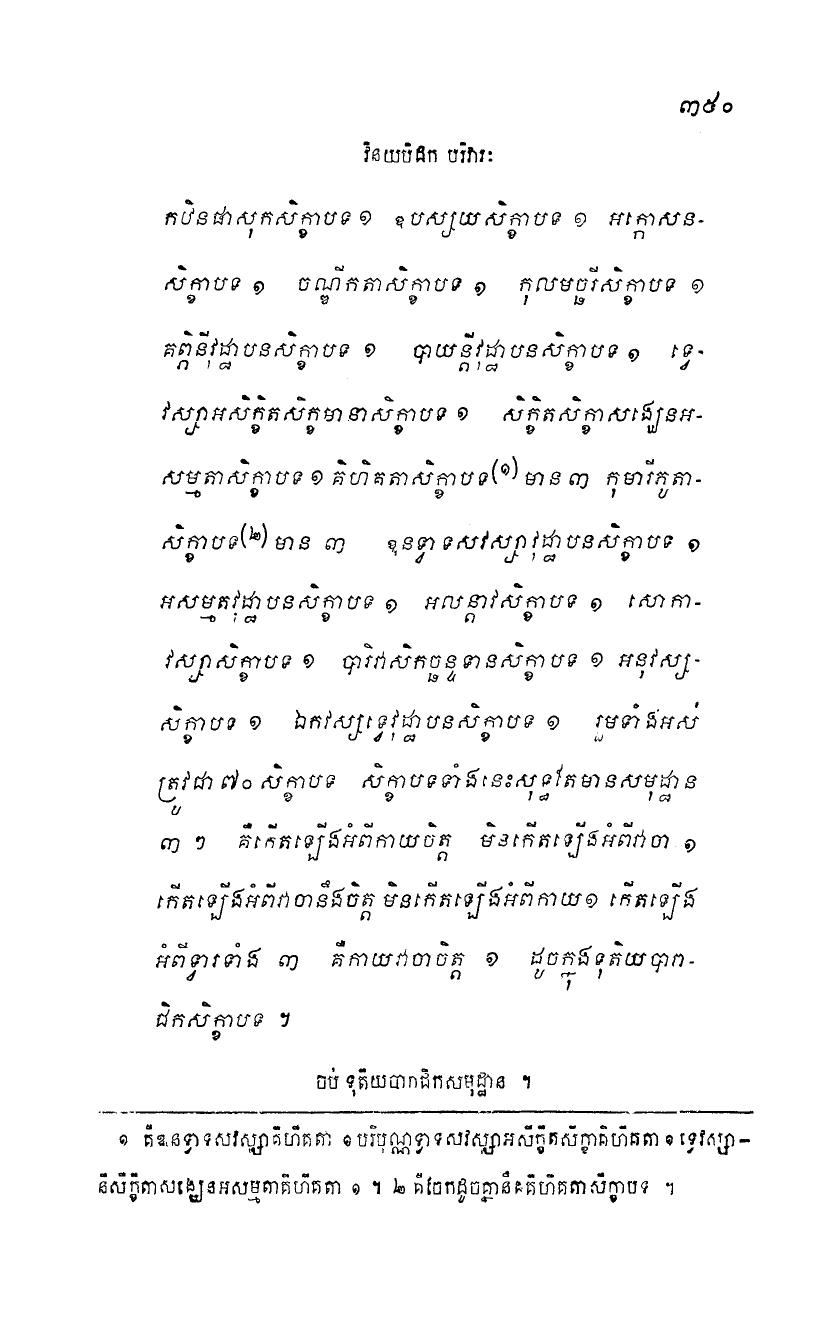 ៣៥០
វិនយបិដក បរិវារៈ
កឋិនផាសុកសិក្ខាបទ ១ ឧបស្សយសិក្ខាបទ ១ អក្កោសន-
សិក្ខាបទ ១ ចណ្ឌីកតាសិក្ខាបទ ១ កុលមច្ឆរីសិក្ខាបទ ១
គព្ភិនីវុដ្ឋាបនសិក្ខាបទ ១ បាយន្តីវុដ្ឋាបនសិក្ខាបទ ១ ទ្វេ-
វស្សាអសិក្ខិតសិក្ខមានាសិក្ខាបទ ១ សិក្ខិតសិក្ខាសង្ឃេនអ-
សម្មតាសិក្ខាបទ ១ គិហិគតាសិក្ខាបទ(១) មាន ៣ កុមារីភូតា-
សិក្ខាបទ(២) មាន ៣ ឩនទ្វាទសវស្សាវុដ្ឋាបនសិក្ខាបទ ១
អសម្មតវុដ្ឋាបនសិក្ខាបទ ១ អលន្តាវសិក្ខាបទ ១ សោកា-
វស្សាសិក្ខាបទ ១ បារិវាសិកច្ឆន្ទទានសិក្ខាបទ ១ អនុវស្ស-
សិក្ខាបទ ១ ឯកវស្សទ្វេវុដ្ឋាបនសិក្ខាបទ ១ រួមទាំងអស់
ត្រូវជា ៧០ សិក្ខាបទ សិក្ខាបទទាំងនេះសុទ្ធតែមានសមុដ្ឋាន
៣ ៗ គឺកើតឡើងអំពីកាយចិត្ត មិនកើតឡើងអំពីវាចា ១
កើតឡើងអំពីវាចានឹងចិត្ត មិនកើតឡើងអំពីកាយ ១ កើតឡើង
អំពីទ្វារទាំង ៣ គឺកាយវាចាចិត្ត ១ ដូចក្នុងទុតិយបារា-
ជិកសិក្ខាបទ ។
ចប់ ទុតិយបារាជិកសមុដ្ឋាន ។
១ គឺឩនទ្វាទសវស្សាគិហិគតា ១ បរិបុណ្ណទ្វាទសវស្សាអសិក្ខិតសិក្ខាគិហិគតា ១ ទ្វេវស្សា-
និសិក្ខិតាសង្ឃេនអសម្មតាគិហិគតា ១ ។ ២ គឺចែកដូចគ្នានឹងគិហិគតាសិក្ខាបទ ។